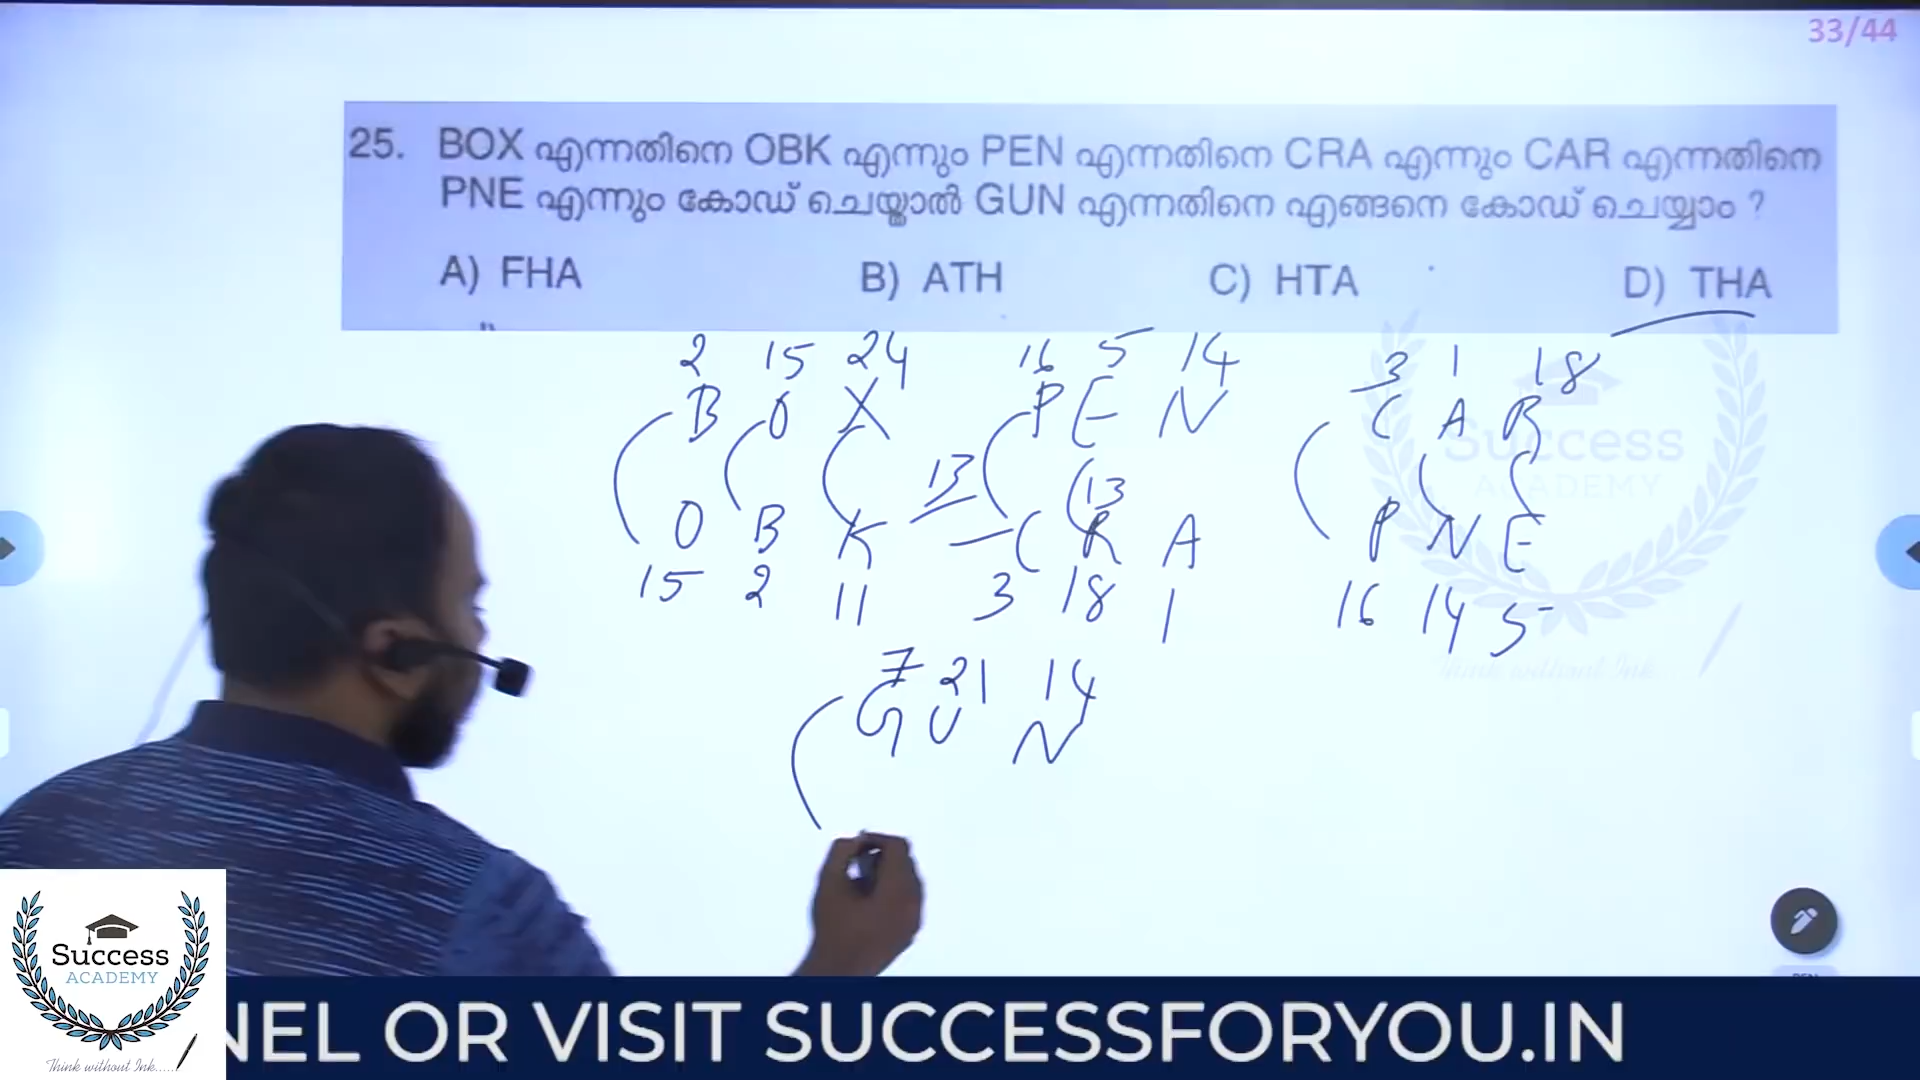 33/44
25. BOX എന്നതിനെ OBK എന്നും PEN എന്നതിനെ CRA എന്നും CAR എന്നതിനെ
PNE എന്നും കോഡ് ചെയ്താൽ GUN എന്നതിനെ എങ്ങനെ കോഡ് ചെയ്യാം ?
A) FHA B) ATH C) HTA D) THA
2 15 24 16 5 14 3 1 18
B O X P E N C A R
Success
ACADEMY
13 13
O B K C R A P N E
15 2 11 3 18 1 16 14 5
Think without Ink....
7 21 14
G U N
Success
ACADEMY
Think without Ink......
NEL OR VISIT SUCCESSFORYOU.IN